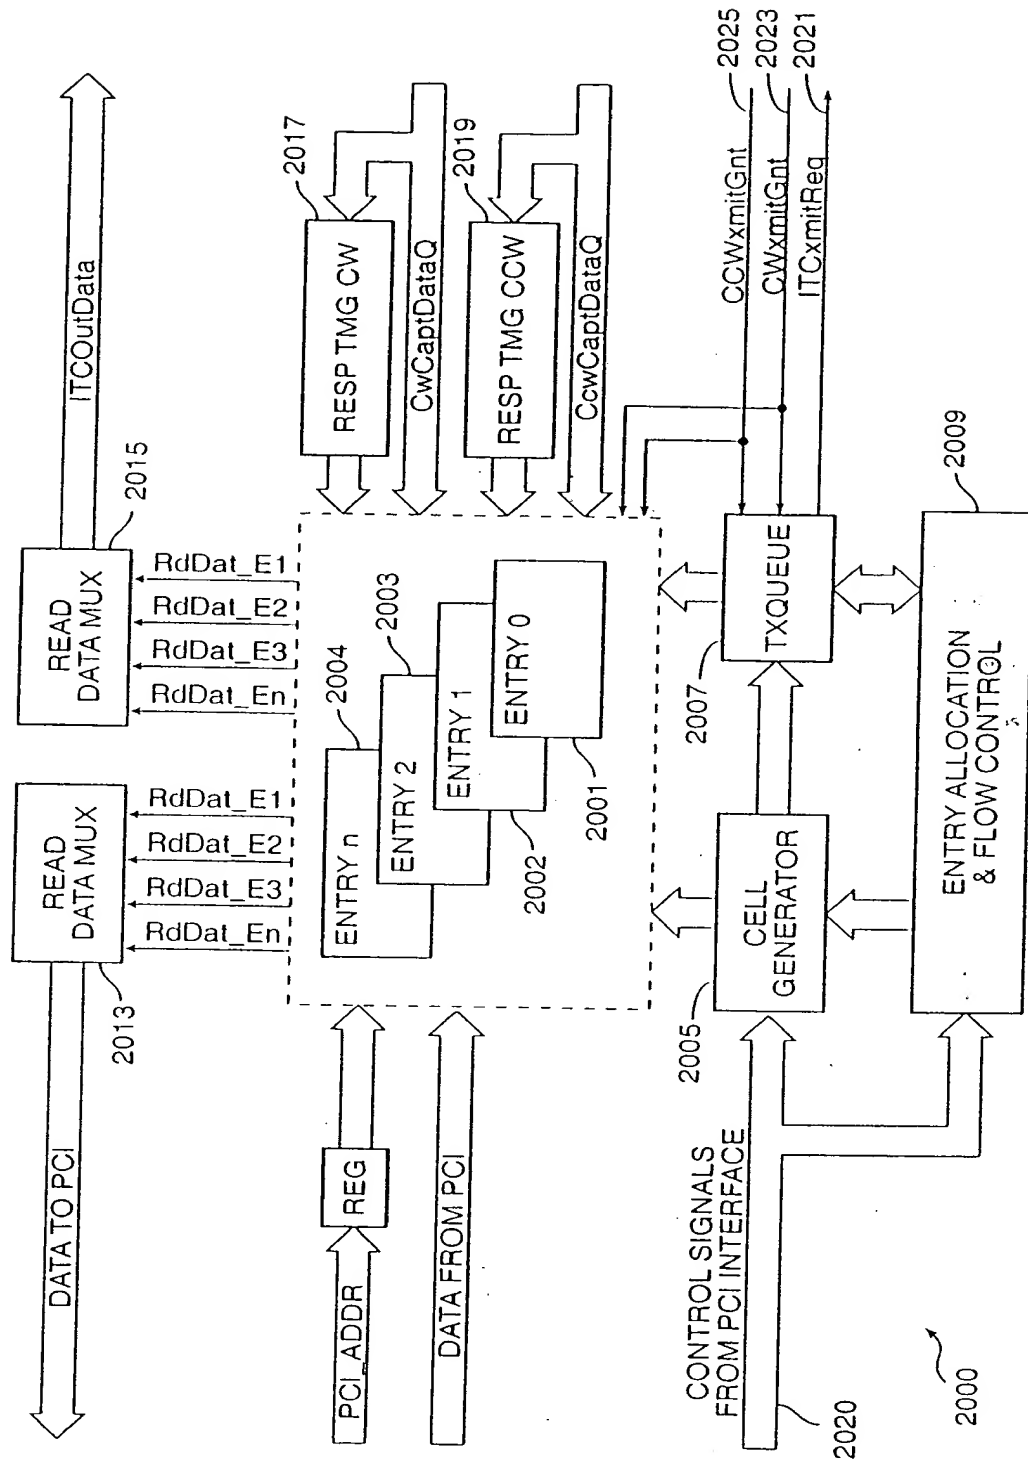 DATA TO PCI
2013
READ
DATA MUX
RdDat_E1
RdDat_E2
RdDat_E3
RdDat_En
READ
DATA MUX
2015
ITCOutData
RdDat_E1
RdDat_E2
RdDat_E3
RdDat_En
PCI_ADDR
REG
DATA FROM PCI
ENTRY n
2004
ENTRY 2
2003
ENTRY 1
2002
ENTRY 0
2001
RESP TMG CW
2017
CwCaptDataQ
RESP TMG CCW
2019
CcwCaptDataQ
CONTROL SIGNALS
FROM PCI INTERFACE
2020
2005
CELL
GENERATOR
2007
TXQUEUE
CCWxmitGnt
2025
CWxmitGnt
2023
ITCxmitReq
2021
ENTRY ALLOCATION
& FLOW CONTROL
2009
2000